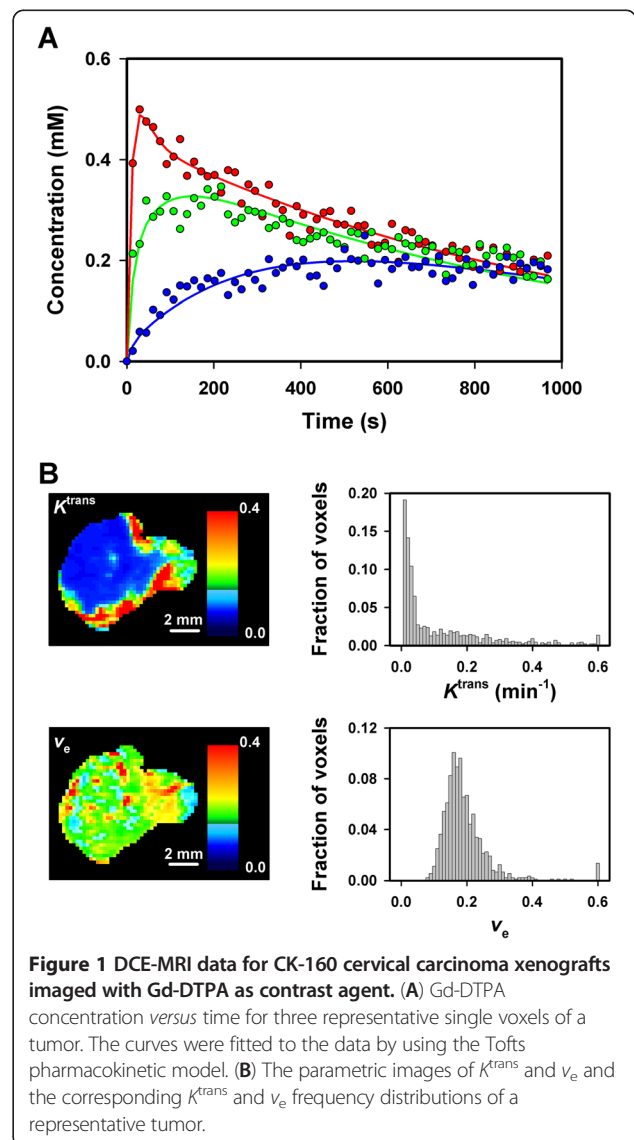 A
Concentration (mM)
0.6
0.4
0.2
0.0
0 200 400 600 800 1000
Time (s)
B
Ktrans
0.4
0.0
2 mm
Fraction of voxels
0.20
0.15
0.10
0.05
0.00
0.0 0.2 0.4 0.6
Ktrans (min-1)
ve
0.4
0.0
2 mm
Fraction of voxels
0.12
0.08
0.04
0.00
0.0 0.2 0.4 0.6
ve
Figure 1 DCE-MRI data for CK-160 cervical carcinoma xenografts
imaged with Gd-DTPA as contrast agent. (A) Gd-DTPA
concentration versus time for three representative single voxels of a
tumor. The curves were fitted to the data by using the Tofts
pharmacokinetic model. (B) The parametric images of Ktrans and ve and
the corresponding Ktrans and ve frequency distributions of a
representative tumor.